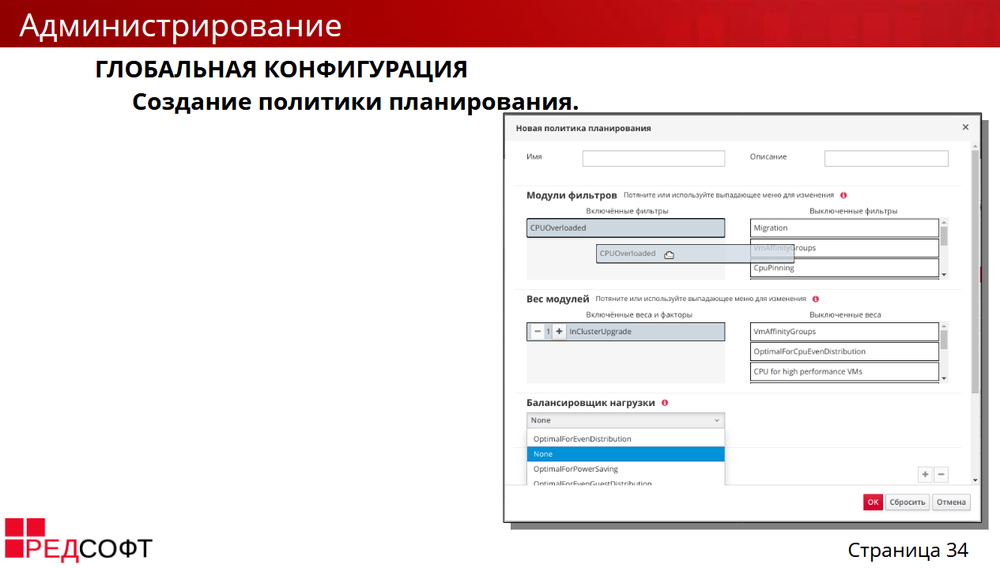 Администрирование
ГЛОБАЛЬНАЯ КОНФИГУРАЦИЯ
Создание политики планирования.
Новая политика планирования ×
Имя Описание
Модули фильтров Потяните или используйте выпадающее меню для изменения
Включённые фильтры Выключенные фильтры
CPUOverloaded Migration
CPUOverloaded VmAffinityGroups
CpuPinning
Вес модулей Потяните или используйте выпадающее меню для изменения
Включённые веса и факторы Выключенные веса
− 1 + InClusterUpgrade VmAffinityGroups
OptimalForCpuEvenDistribution
CPU for high performance VMs
Балансировщик нагрузки
None
OptimalForEvenDistribution
None
OptimalForPowerSaving
OptimalForEvenGuestDistribution
+ −
OK Сбросить Отмена
РЕДСОФТ
Страница 34